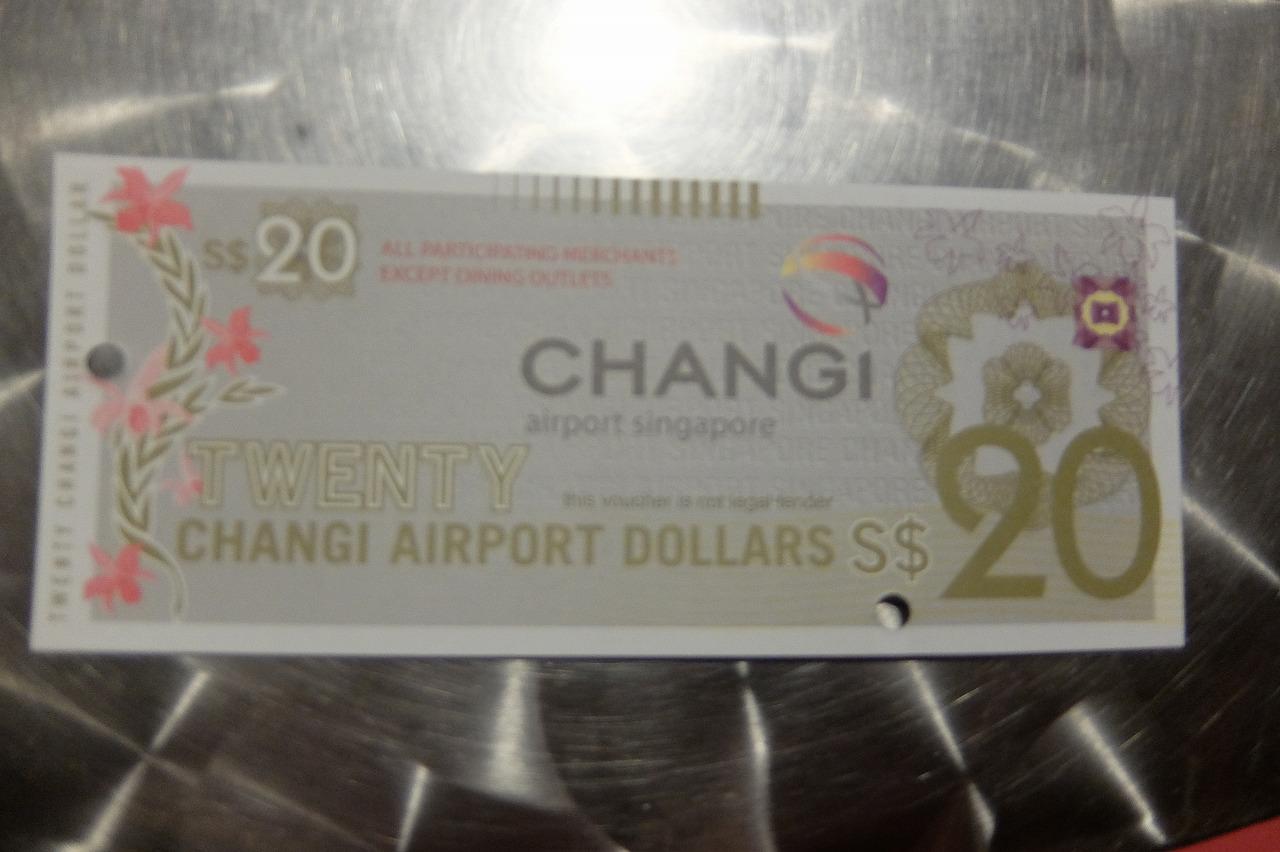 TWENTY CHANGI AIRPORT DOLLAR
S$20
ALL PARTICIPATING MERCHANTS
EXCEPT DINING OUTLETS
CHANGI
airport singapore
TWENTY
this voucher is not legal tender
CHANGI AIRPORT DOLLARS S$20